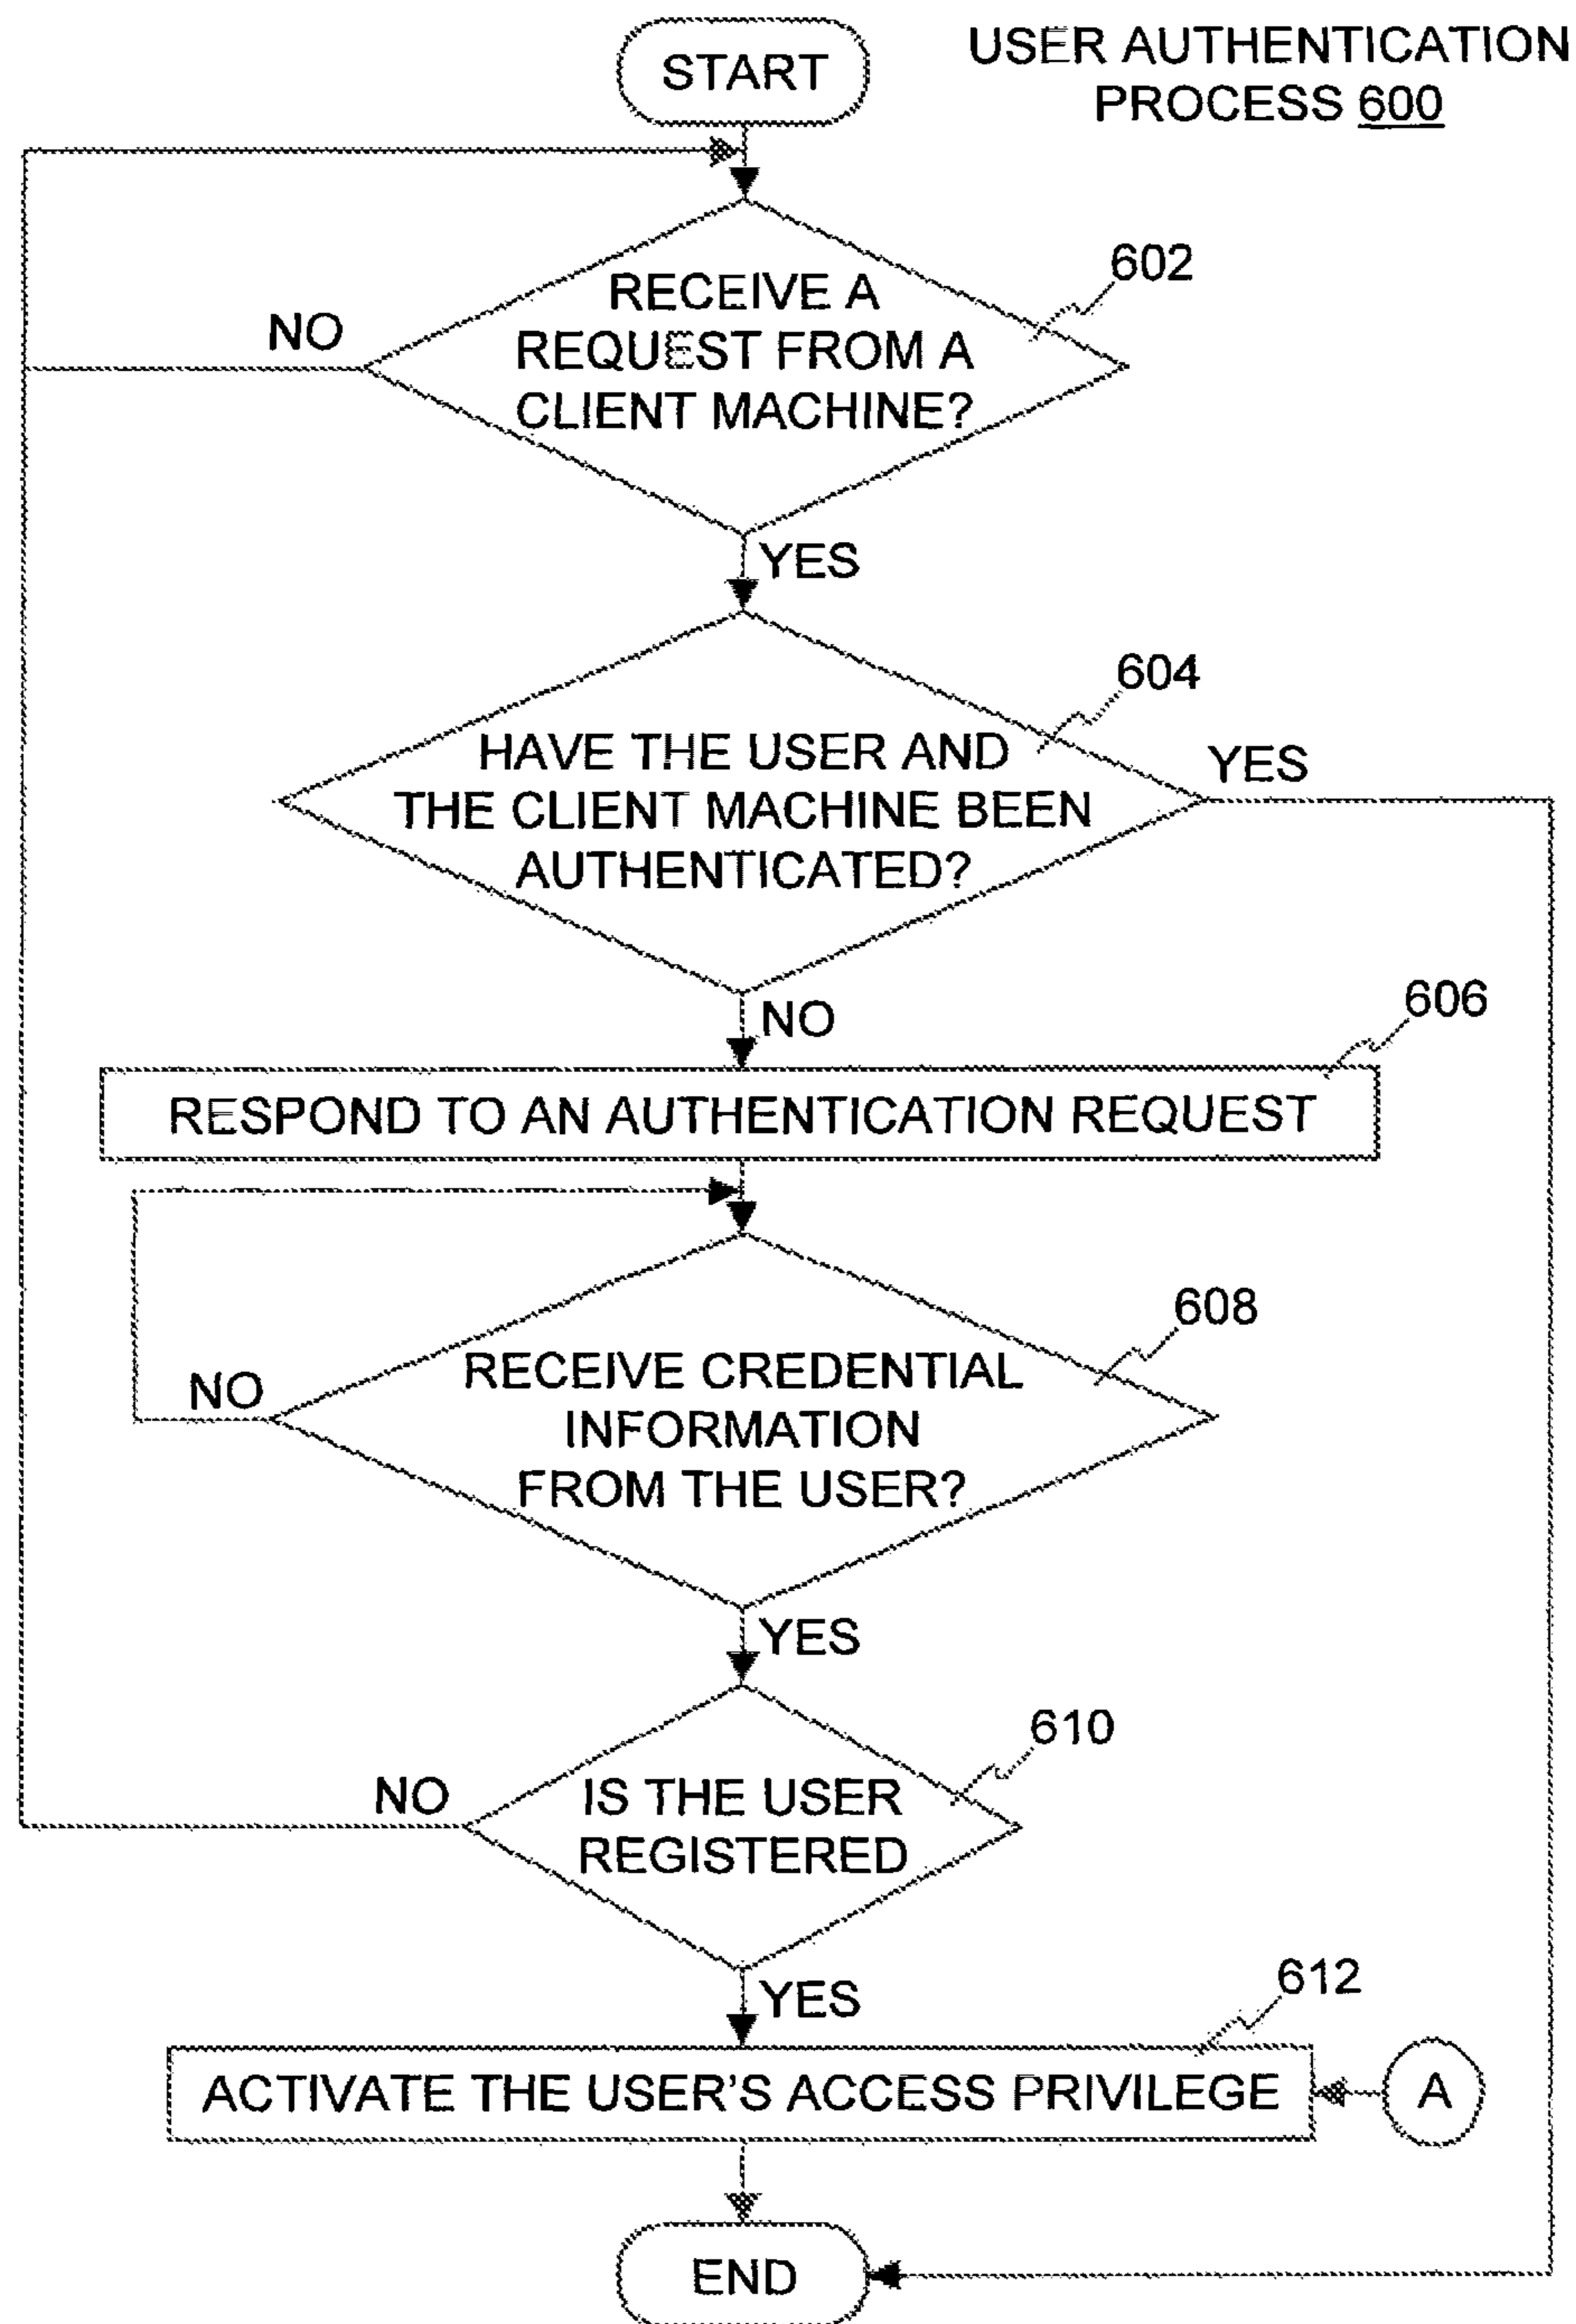 START
USER AUTHENTICATION
PROCESS 600
602
RECEIVE A
REQUEST FROM A
CLIENT MACHINE?
NO
YES
604
HAVE THE USER AND
THE CLIENT MACHINE BEEN
AUTHENTICATED?
YES
NO
606
RESPOND TO AN AUTHENTICATION REQUEST
608
RECEIVE CREDENTIAL
INFORMATION
FROM THE USER?
NO
YES
610
IS THE USER
REGISTERED
NO
YES
612
ACTIVATE THE USER'S ACCESS PRIVILEGE
A
END